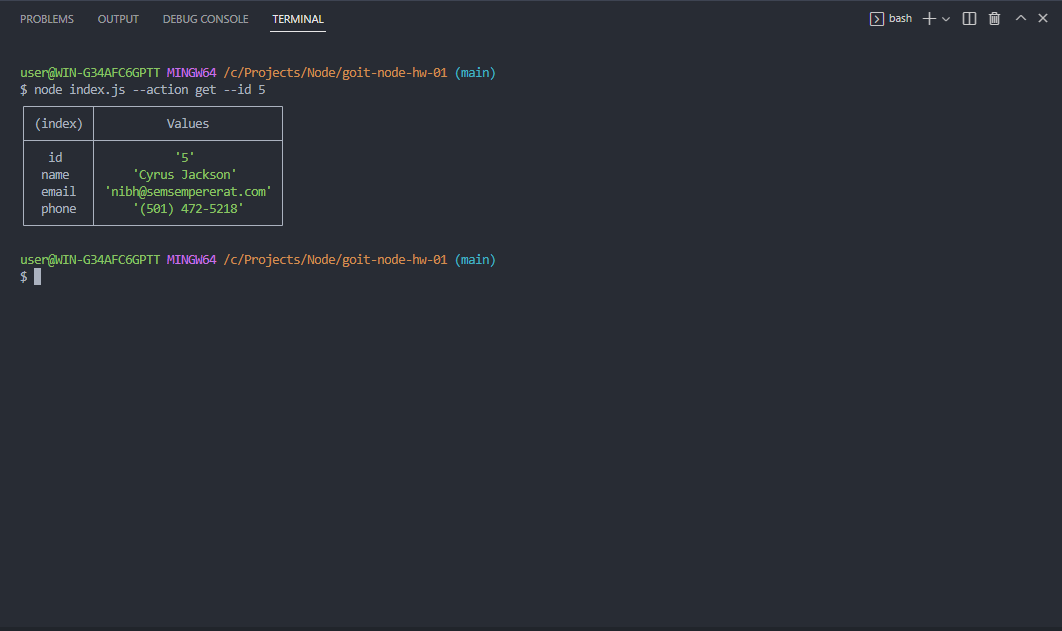 PROBLEMS OUTPUT DEBUG CONSOLE TERMINAL bash
user@WIN-G34AFC6GPTT MINGW64 /c/Projects/Node/goit-node-hw-01 (main)
$ node index.js --action get --id 5
(index) Values
id '5'
name 'Cyrus Jackson'
email 'nibh@semsempererat.com'
phone '(501) 472-5218'
user@WIN-G34AFC6GPTT MINGW64 /c/Projects/Node/goit-node-hw-01 (main)
$